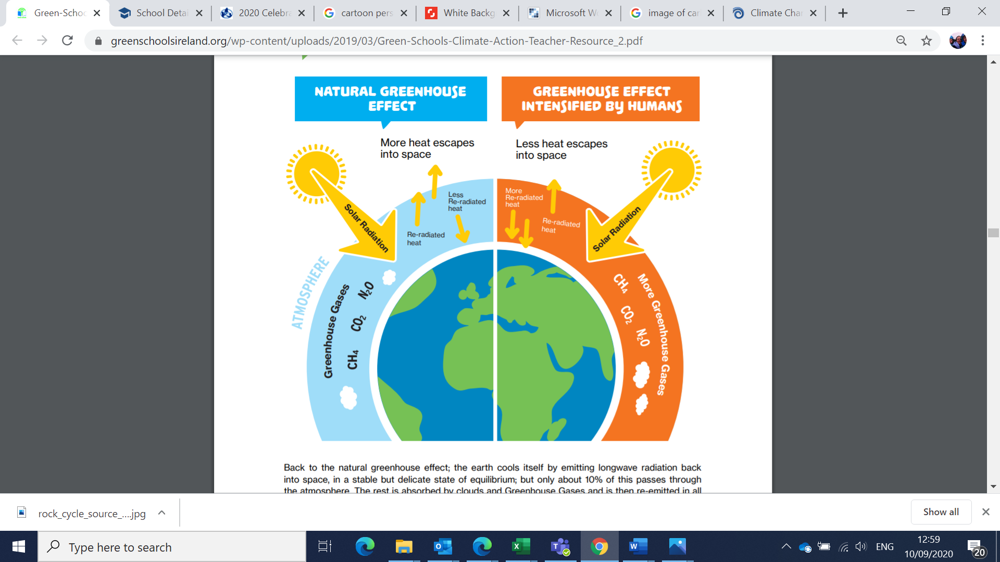 Green-Schoo
School Detai
2020 Celebra
cartoon pers
White Backg
Microsoft Wo
image of car
Climate Char
greenschoolsireland.org/wp-content/uploads/2019/03/Green-Schools-Climate-Action-Teacher-Resource_2.pdf
NATURAL GREENHOUSE
EFFECT
GREENHOUSE EFFECT
INTENSIFIED BY HUMANS
More heat escapes
into space
Less heat escapes
into space
Solar Radiation
Re-radiated
heat
Less
Re-radiated
heat
More
Re-radiated
heat
Re-radiated
heat
Solar Radiation
ATMOSPHERE
Greenhouse Gases
N₂O
CO₂
CH₄
CH₄
CO₂
N₂O
More Greenhouse Gases
Back to the natural greenhouse effect; the earth cools itself by emitting longwave radiation back
into space, in a stable but delicate state of equilibrium; but only about 10% of this passes through
the atmosphere. The rest is absorbed by clouds and Greenhouse Gases and is then re-emitted in all
rock_cycle_source_....jpg
Show all
Type here to search
ENG
12:59
10/09/2020
20